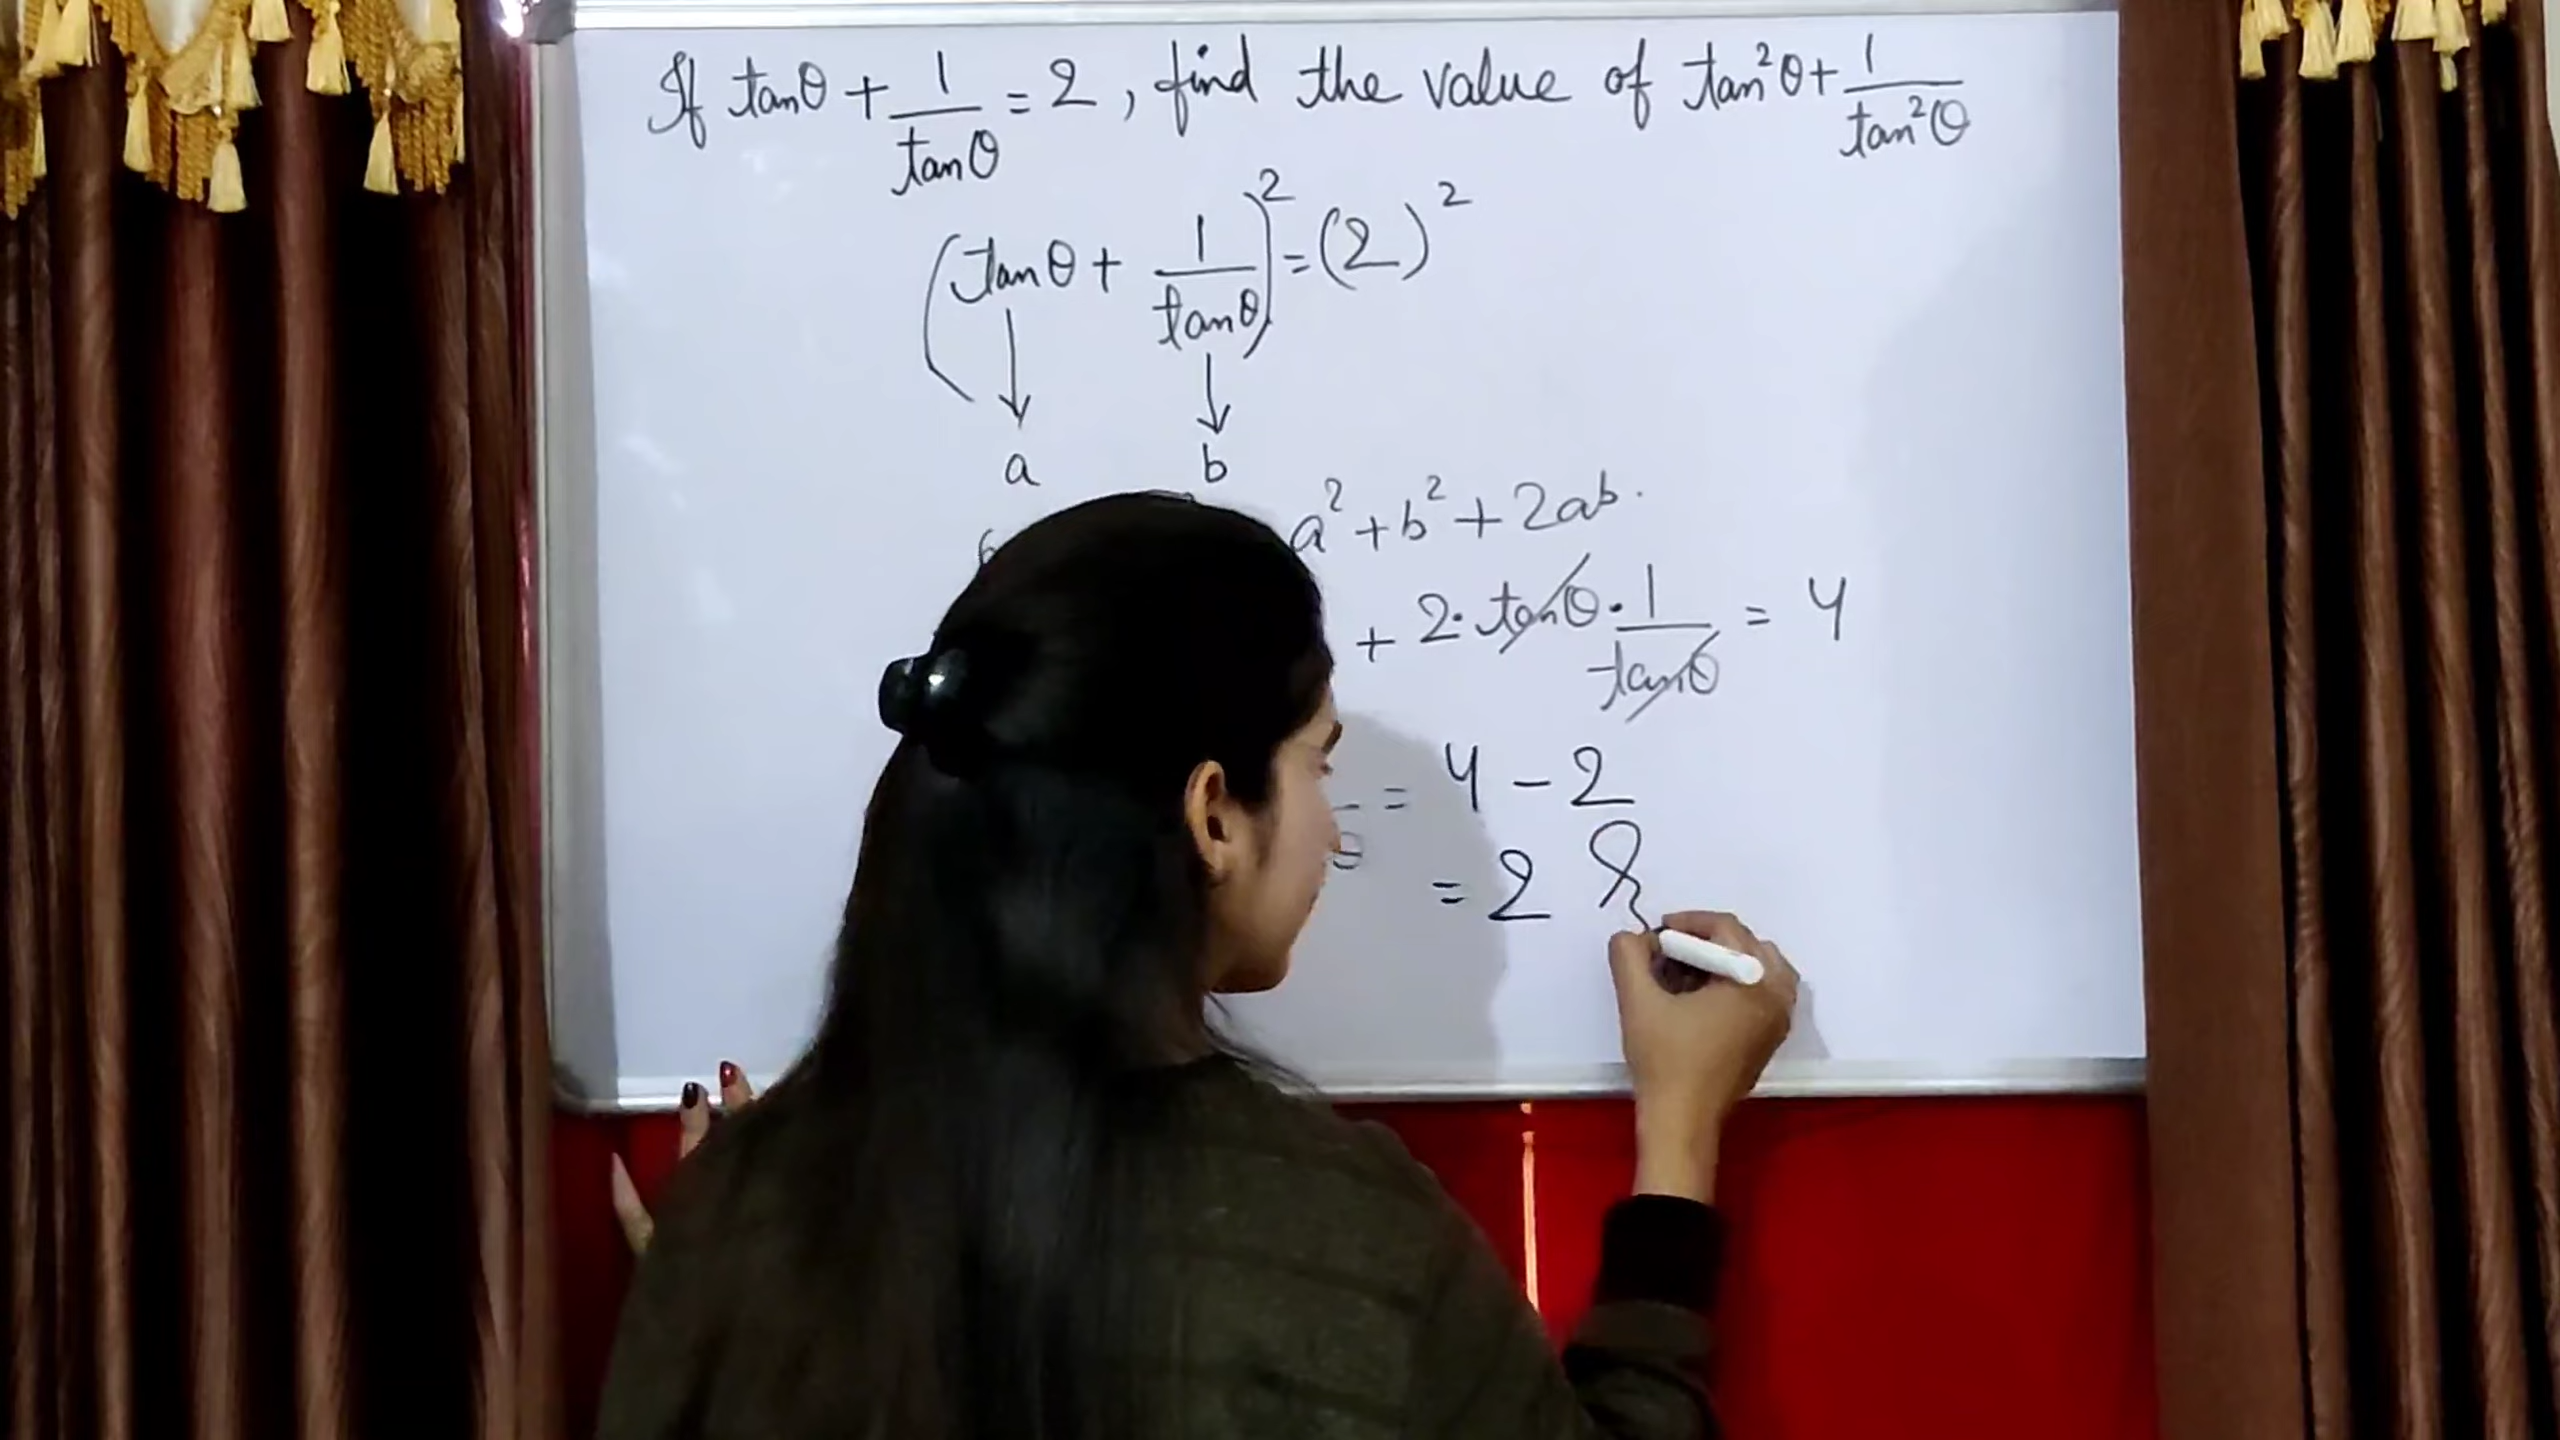 If tanθ + 1/tanθ = 2, find the value of tan²θ + 1/tan²θ
(tanθ + 1/tanθ)² = (2)²
a b
a² + b² + 2ab.
+ 2· tanθ · 1/tanθ = 4
θ = 4 - 2
= 2